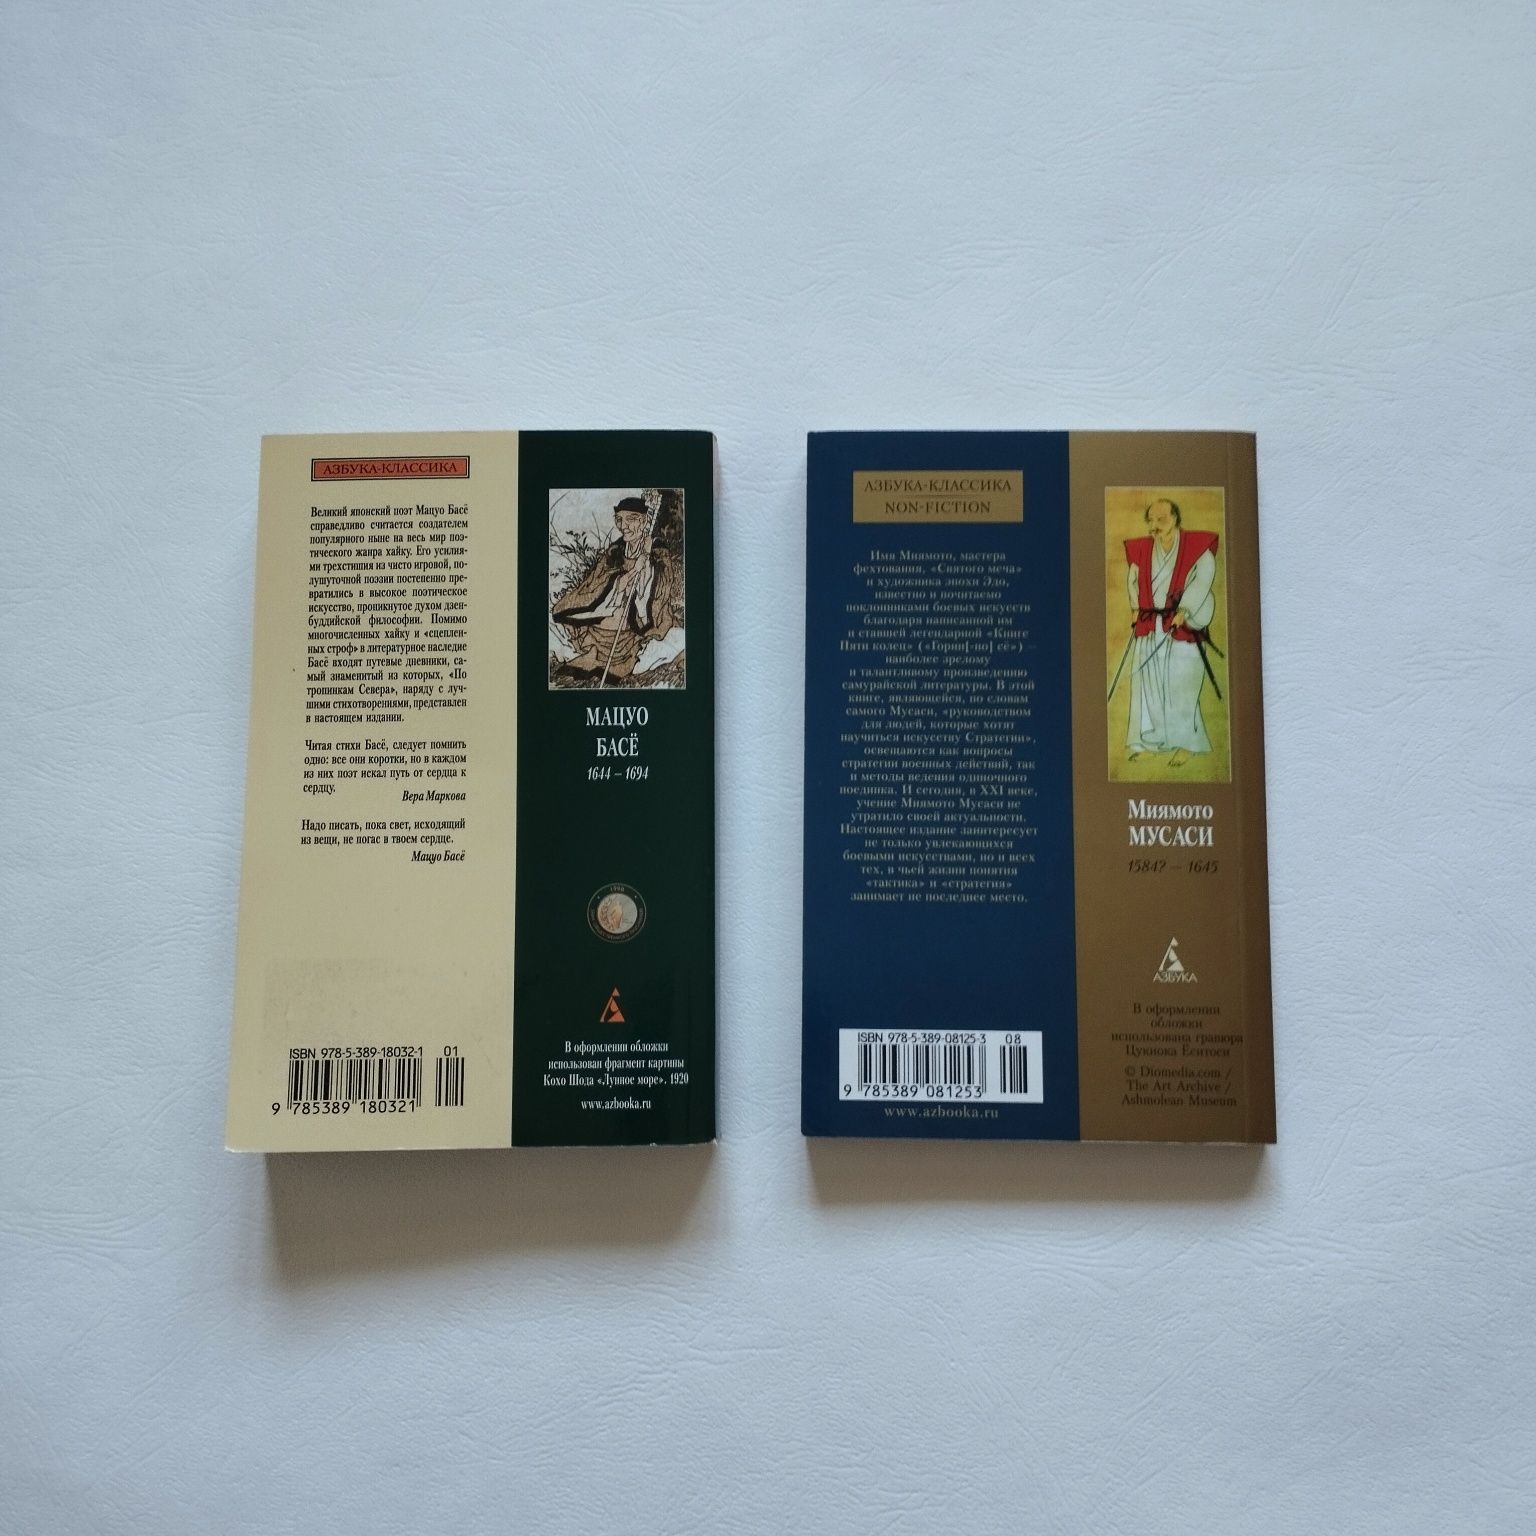 АЗБУКА-КЛАССИКА
Великий японский поэт Мацуо Басё
справедливо считается создателем
популярного ныне на весь мир поэ-
тического жанра хайку. Его усилия-
ми трехстишия из чисто игровой, по-
лушуточной поэзии постепенно пре-
вратились в высокое поэтическое
искусство, проникнутое духом дзен-
буддийской философии. Помимо
многочисленных хайку и «сцеплен-
ных строф» в литературное наследие
Басё входят путевые дневники, са-
мый знаменитый из которых, «По
тропинкам Севера», наряду с луч-
шими стихотворениями, представлен
в настоящем издании.
Читая стихи Басё, следует помнить
одно: все они коротки, но в каждом
из них поэт искал путь от сердца к
сердцу.
Вера Маркова
Надо писать, пока свет, исходящий
из вещи, не погас в твоем сердце.
Мацуо Басё
ISBN 978-5-389-18032-1 01
9 785389 180321
МАЦУО
БАСЁ
1644 – 1694
1990
В оформлении обложки
использован фрагмент картины
Кохо Шода «Лунное море». 1920
www.azbooka.ru
АЗБУКА-КЛАССИКА
NON-FICTION
Имя Миямото, мастера
фехтования, «Святого меча»
и художника эпохи Эдо,
известно и почитаемо
поклонниками боевых искусств
благодаря написанной им
и ставшей легендарной «Книге
Пяти колец» («Горин[-но] сё») –
наиболее зрелому
и талантливому произведению
самурайской литературы. В этой
книге, являющейся, по словам
самого Мусаси, «руководством
для людей, которые хотят
научиться искусству Стратегии»,
освещаются как вопросы
стратегии военных действий, так
и методы ведения одиночного
поединка. И сегодня, в XXI веке,
учение Миямото Мусаси не
утратило своей актуальности.
Настоящее издание заинтересует
не только увлекающихся
боевыми искусствами, но и всех
тех, в чьей жизни понятия
«тактика» и «стратегия»
занимает не последнее место.
ISBN 978-5-389-08125-3 08
9 785389 081253
www.azbooka.ru
Миямото
МУСАСИ
1584? – 1645
АЗБУКА
В оформлении
обложки
использована гравюра
Цукиока Ёситоси
© Diomedia.com /
The Art Archive /
Ashmolean Museum